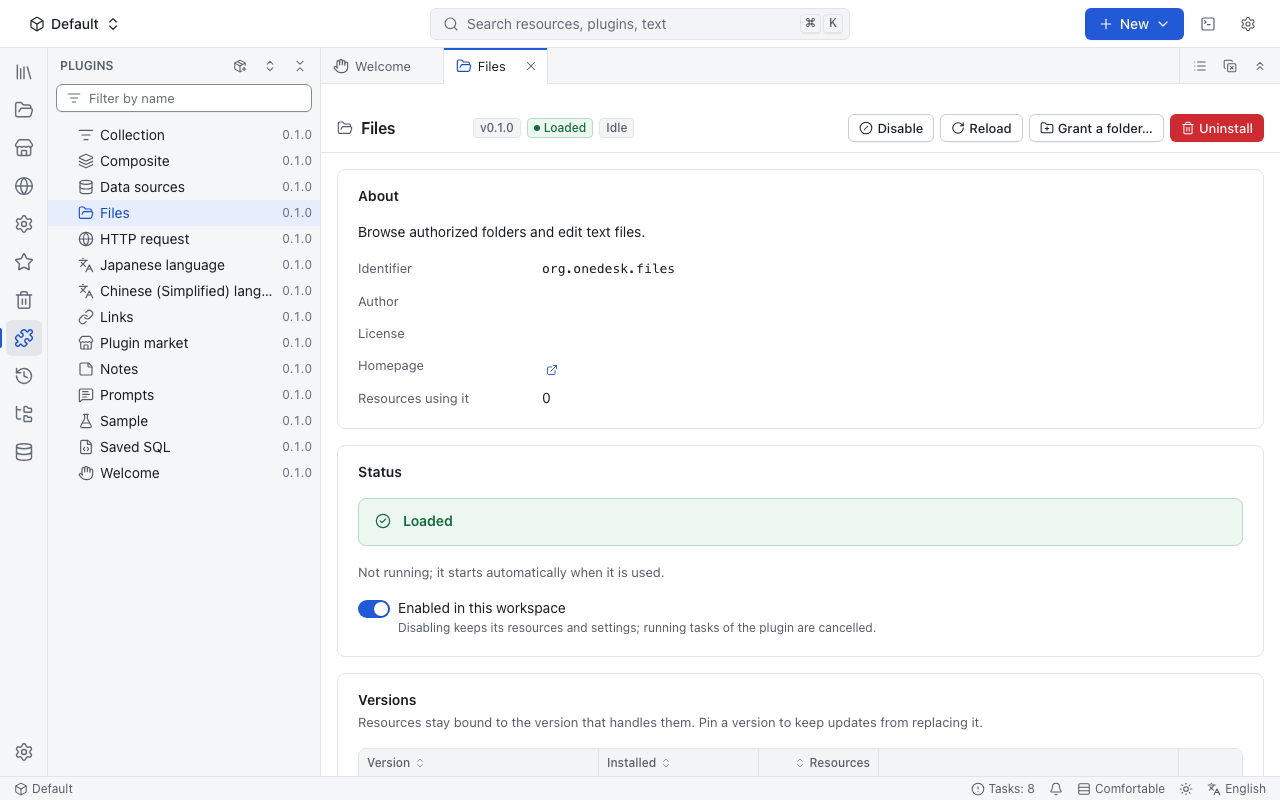 Default
Search resources, plugins, text
⌘ K
New
PLUGINS
Welcome
Files
Filter by name
Collection 0.1.0
Composite 0.1.0
Data sources 0.1.0
Files 0.1.0
HTTP request 0.1.0
Japanese language 0.1.0
Chinese (Simplified) lang... 0.1.0
Links 0.1.0
Plugin market 0.1.0
Notes 0.1.0
Prompts 0.1.0
Sample 0.1.0
Saved SQL 0.1.0
Welcome 0.1.0
Files v0.1.0 Loaded Idle
Disable Reload Grant a folder... Uninstall
About
Browse authorized folders and edit text files.
Identifier org.onedesk.files
Author
License
Homepage
Resources using it 0
Status
Loaded
Not running; it starts automatically when it is used.
Enabled in this workspace
Disabling keeps its resources and settings; running tasks of the plugin are cancelled.
Versions
Resources stay bound to the version that handles them. Pin a version to keep updates from replacing it.
Version Installed Resources
Default
Tasks: 8 Comfortable English